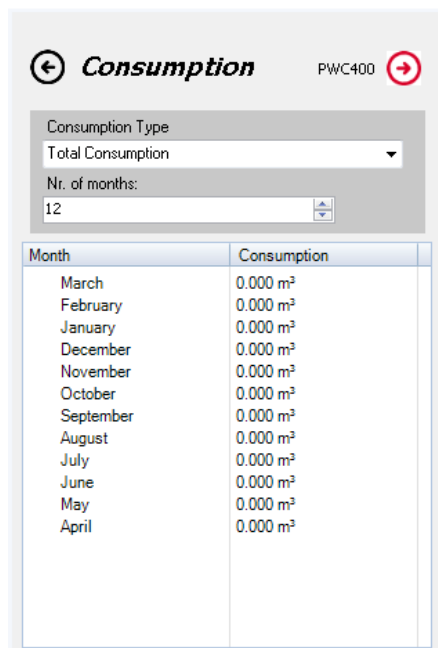 Consumption PWC400
Consumption Type
Total Consumption
Nr. of months:
12
Month Consumption
March 0.000 m³
February 0.000 m³
January 0.000 m³
December 0.000 m³
November 0.000 m³
October 0.000 m³
September 0.000 m³
August 0.000 m³
July 0.000 m³
June 0.000 m³
May 0.000 m³
April 0.000 m³